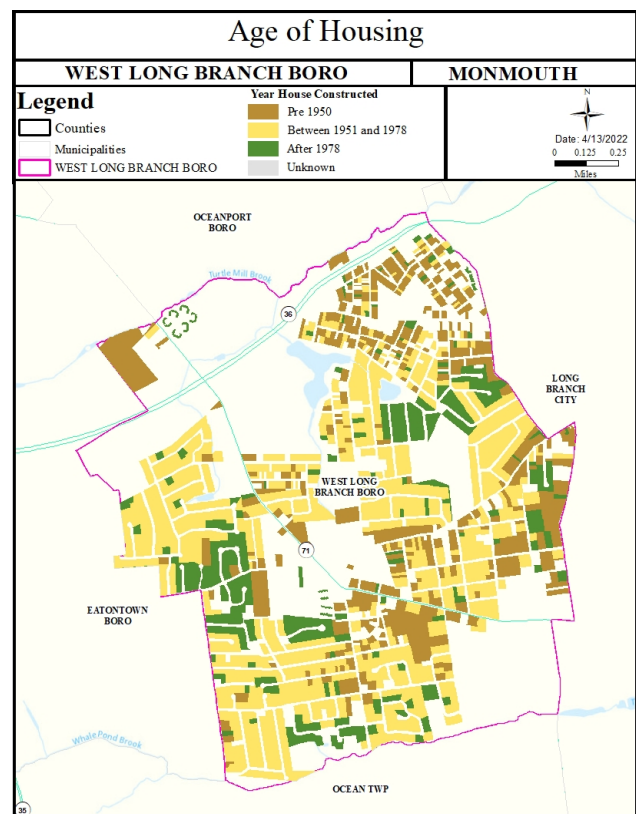 Age of Housing
WEST LONG BRANCH BORO
MONMOUTH
Legend
Counties
Municipalities
WEST LONG BRANCH BORO
Year House Constructed
Pre 1950
Between 1951 and 1978
After 1978
Unknown
N
Date: 4/13/2022
0 0.125 0.25
Miles
OCEANPORT
BORO
Turtle Mill Brook
36
LONG
BRANCH
CITY
WEST LONG
BRANCH BORO
71
EATONTOWN
BORO
Whale Pond Brook
OCEAN TWP
35